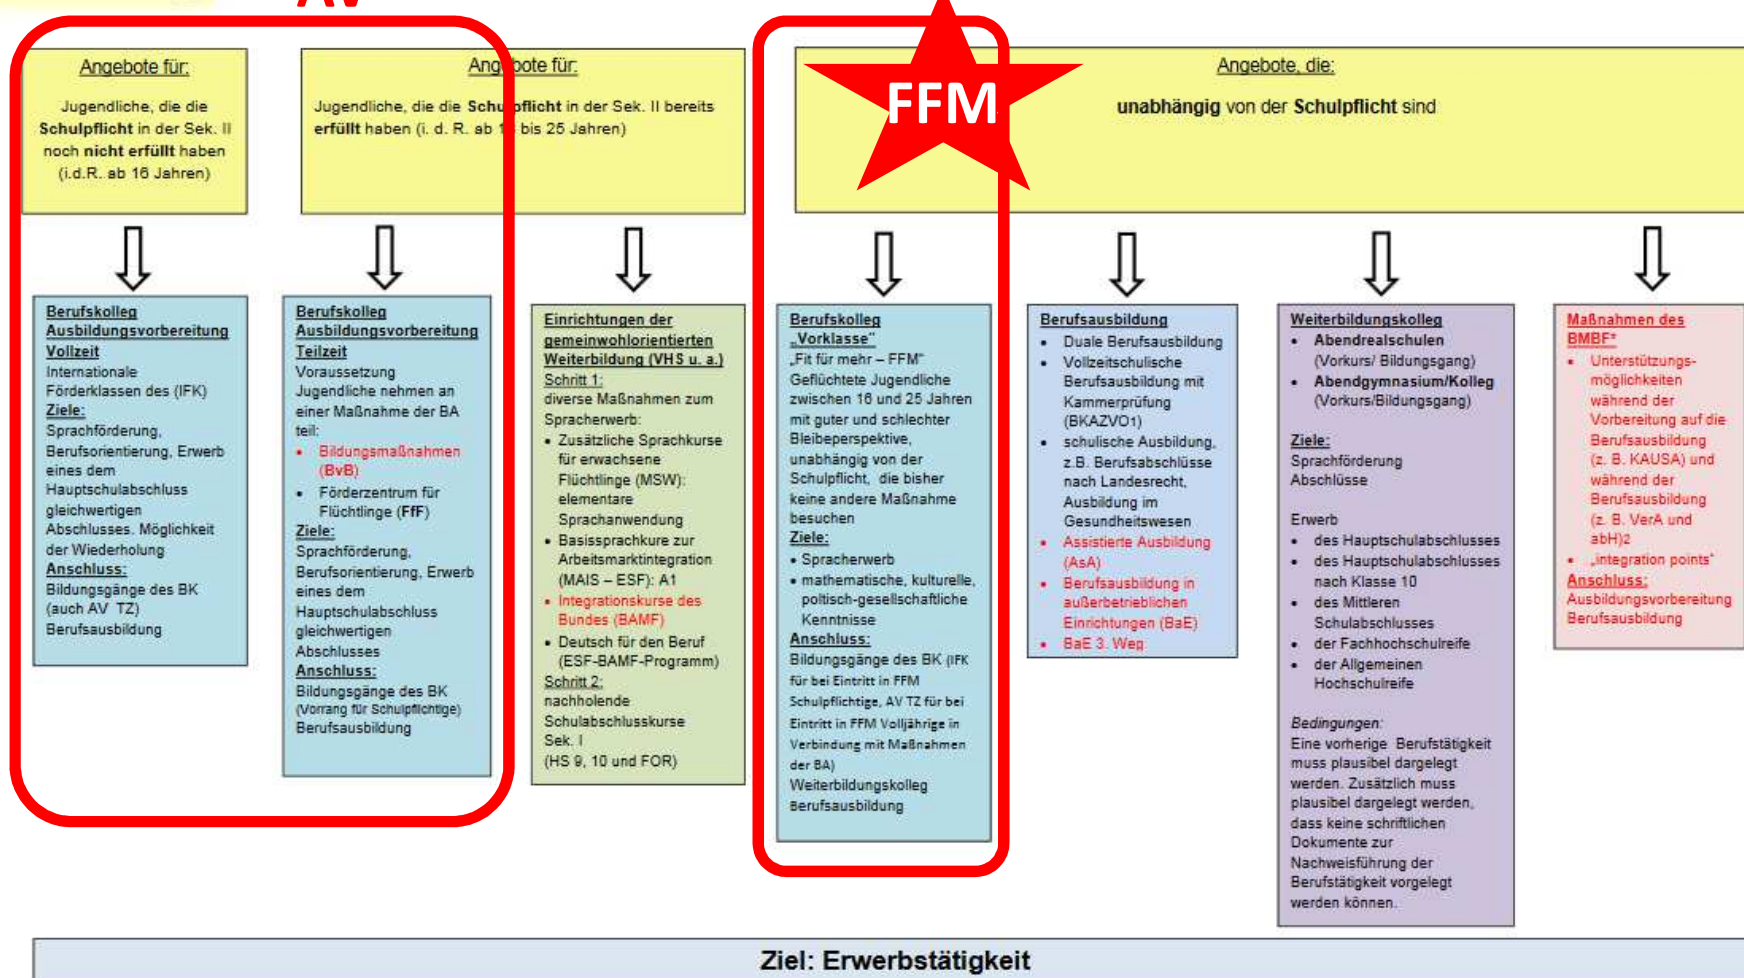 AV
FFM
Angebote für:
Jugendliche, die die
Schulpflicht in der Sek. II
noch nicht erfüllt haben
(i.d.R. ab 16 Jahren)
Angebote für:
Jugendliche, die die Schulpflicht in der Sek. II bereits
erfüllt haben (i. d. R. ab bis 25 Jahren)
Angebote, die:
unabhängig von der Schulpflicht sind
Berufskolleg
Ausbildungsvorbereitung
Vollzeit
Internationale
Förderklassen des (IFK)
Ziele:
Sprachförderung,
Berufsorientierung, Erwerb
eines dem
Hauptschulabschluss
gleichwertigen
Abschlusses. Möglichkeit
der Wiederholung
Anschluss:
Bildungsgänge des BK
(auch AV TZ)
Berufsausbildung
Berufskolleg
Ausbildungsvorbereitung
Teilzeit
Voraussetzung
Jugendliche nehmen an
einer Maßnahme der BA
teil:
• Bildungsmaßnahmen
(BvB)
• Förderzentrum für
Flüchtlinge (FfF)
Ziele:
Sprachförderung,
Berufsorientierung, Erwerb
eines dem
Hauptschulabschluss
gleichwertigen
Abschlusses
Anschluss:
Bildungsgänge des BK
(Vorrang für Schulpflichtige)
Berufsausbildung
Einrichtungen der
gemeinwohlorientierten
Weiterbildung (VHS u. a.)
Schritt 1:
diverse Maßnahmen zum
Spracherwerb:
• Zusätzliche Sprachkurse
für erwachsene
Flüchtlinge (MSW):
elementare
Sprachanwendung
• Basissprachkure zur
Arbeitsmarktintegration
(MAIS – ESF): A1
• Integrationskurse des
Bundes (BAMF)
• Deutsch für den Beruf
(ESF-BAMF-Programm)
Schritt 2:
nachholende
Schulabschlusskurse
Sek. I
(HS 9, 10 und FOR)
Berufskolleg
„Vorklasse"
„Fit für mehr – FFM"
Geflüchtete Jugendliche
zwischen 16 und 25 Jahren
mit guter und schlechter
Bleibeperspektive,
unabhängig von der
Schulpflicht, die bisher
keine andere Maßnahme
besuchen
Ziele:
• Spracherwerb
• mathematische, kulturelle,
poltisch-gesellschaftliche
Kenntnisse
Anschluss:
Bildungsgänge des BK (IFK
für bei Eintritt in FFM
Schulpflichtige, AV TZ für bei
Eintritt in FFM Volljährige in
Verbindung mit Maßnahmen
der BA)
Weiterbildungskolleg
Berufsausbildung
Berufsausbildung
• Duale Berufsausbildung
• Vollzeitschulische
Berufsausbildung mit
Kammerprüfung
(BKAZVO1)
• schulische Ausbildung,
z.B. Berufsabschlüsse
nach Landesrecht,
Ausbildung im
Gesundheitswesen
• Assistierte Ausbildung
(AsA)
• Berufsausbildung in
außerbetrieblichen
Einrichtungen (BaE)
• BaE 3. Weg
Weiterbildungskolleg
• Abendrealschulen
(Vorkurs/ Bildungsgang)
• Abendgymnasium/Kolleg
(Vorkurs/Bildungsgang)
Ziele:
Sprachförderung
Abschlüsse
Erwerb
• des Hauptschulabschlusses
• des Hauptschulabschlusses
nach Klasse 10
• des Mittleren
Schulabschlusses
• der Fachhochschulreife
• der Allgemeinen
Hochschulreife
Bedingungen:
Eine vorherige Berufstätigkeit
muss plausibel dargelegt
werden. Zusätzlich muss
plausibel dargelegt werden,
dass keine schriftlichen
Dokumente zur
Nachweisführung der
Berufstätigkeit vorgelegt
werden können.
Maßnahmen des
BMBF*
• Unterstützungs-
möglichkeiten
während der
Vorbereitung auf die
Berufsausbildung
(z. B. KAUSA) und
während der
Berufsausbildung
(z. B. VerA und
abH)2
• „integration points"
Anschluss:
Ausbildungsvorbereitung
Berufsausbildung
Ziel: Erwerbstätigkeit